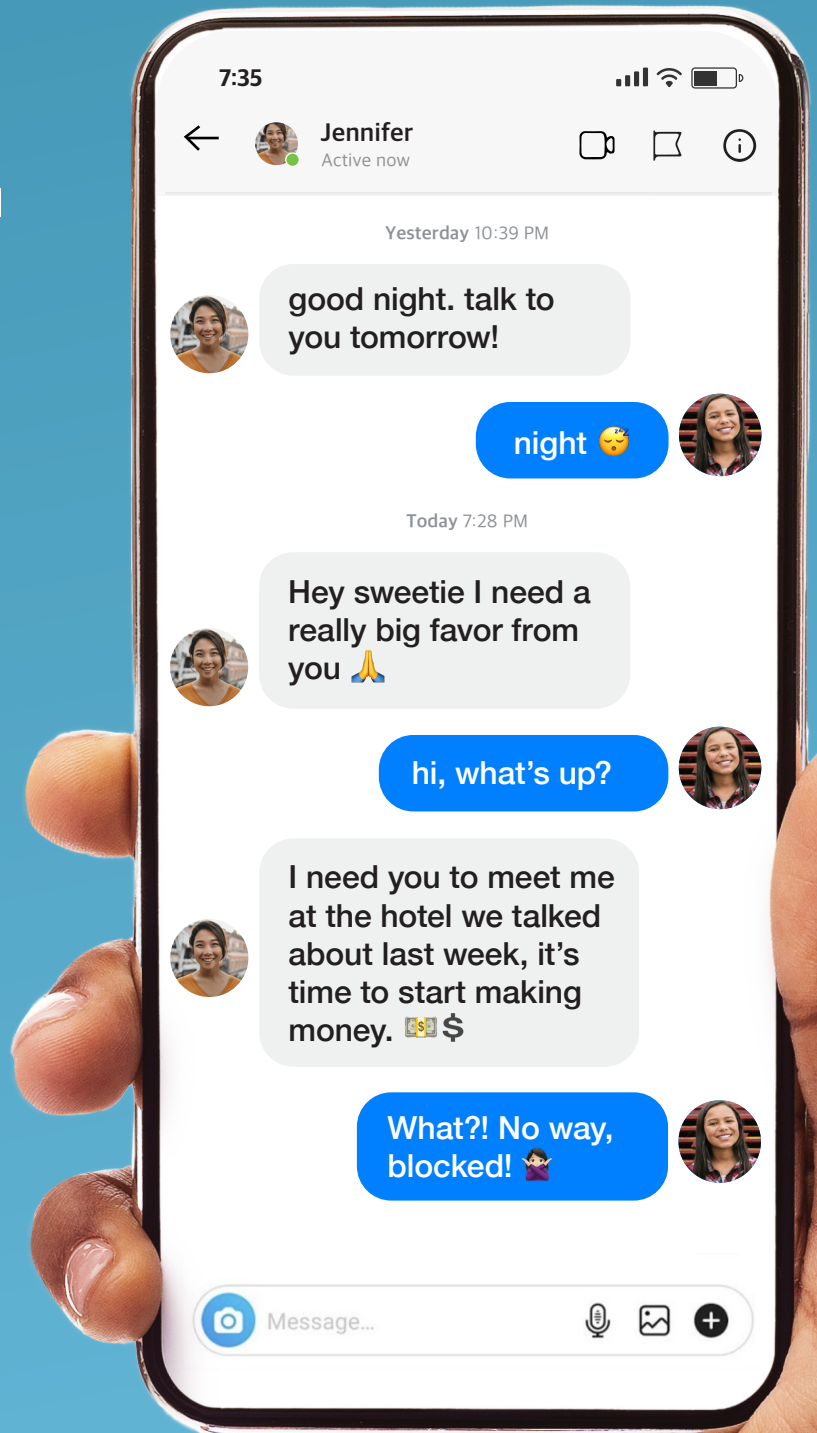 7:35
Jennifer
Active now
Yesterday 10:39 PM
good night. talk to
you tomorrow!
night 😴
Today 7:28 PM
Hey sweetie I need a
really big favor from
you 🙏
hi, what’s up?
I need you to meet me
at the hotel we talked
about last week, it’s
time to start making
money. 💵$
What?! No way,
blocked! 🙅🏻‍♀️
Message...